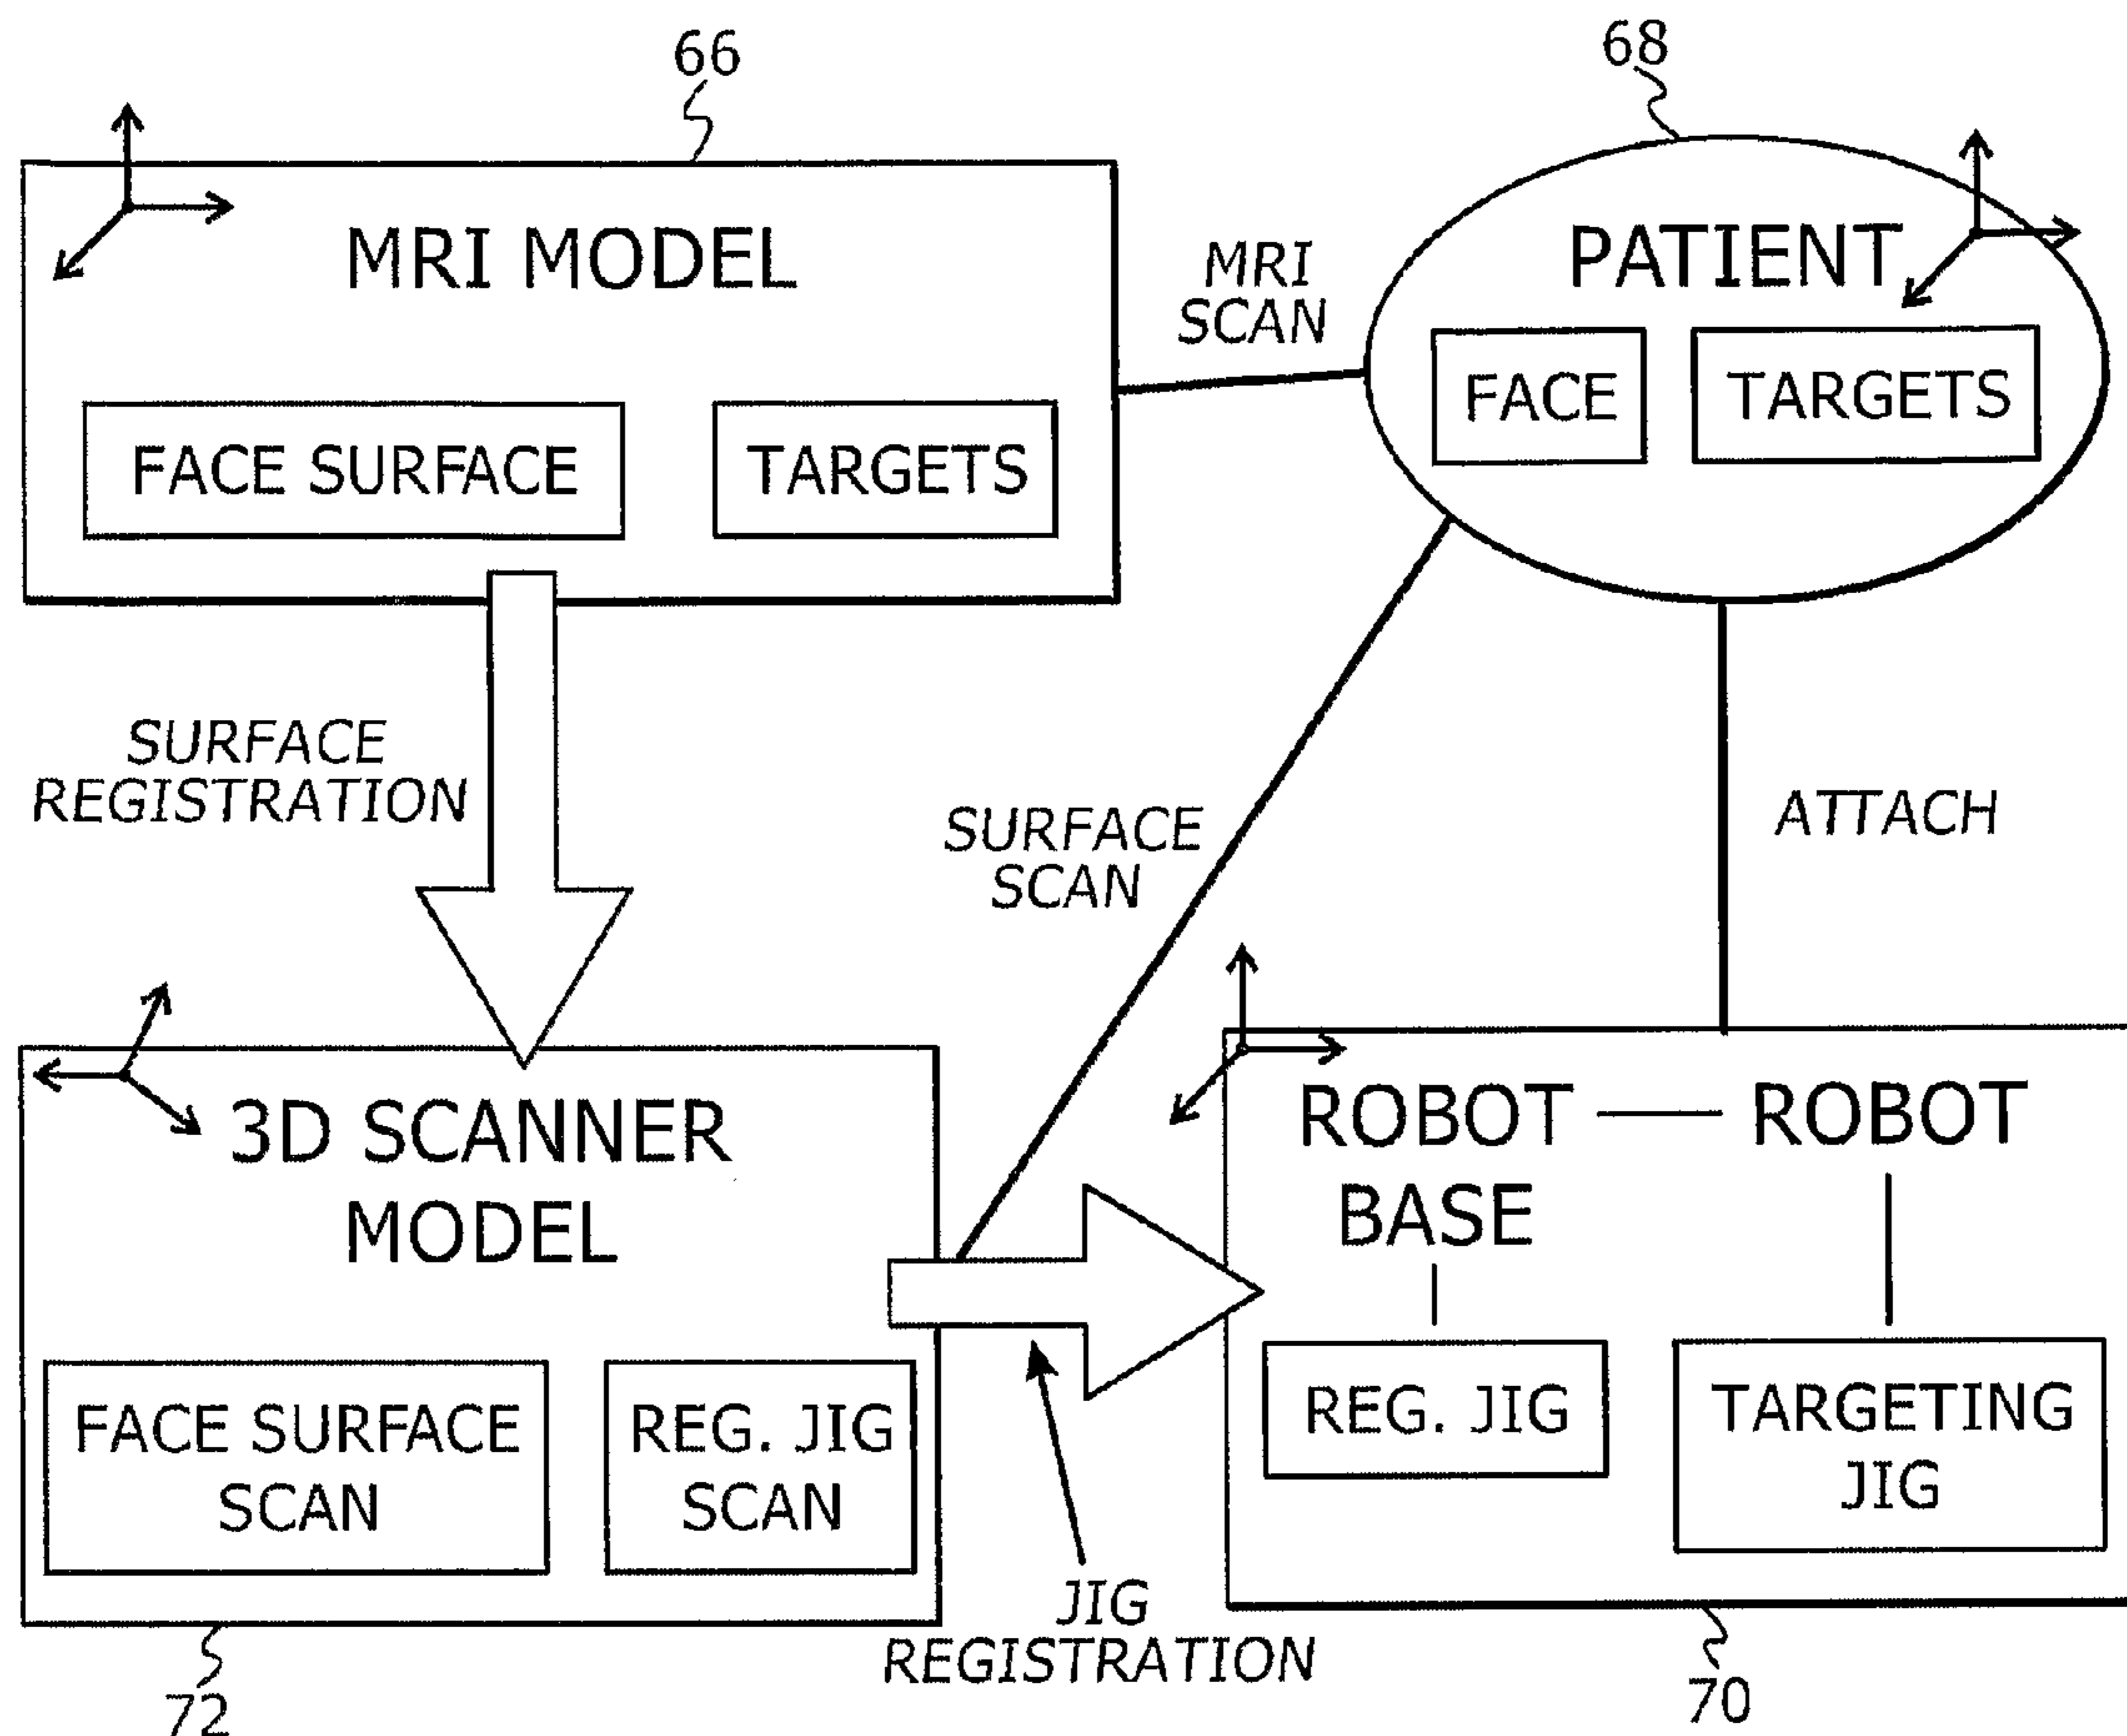 66
68
MRI MODEL
FACE SURFACE
TARGETS
MRI
SCAN
PATIENT
FACE
TARGETS
SURFACE
REGISTRATION
SURFACE
SCAN
ATTACH
3D SCANNER
MODEL
FACE SURFACE
SCAN
REG. JIG
SCAN
JIG
REGISTRATION
ROBOT
BASE
ROBOT
REG. JIG
TARGETING
JIG
72
70